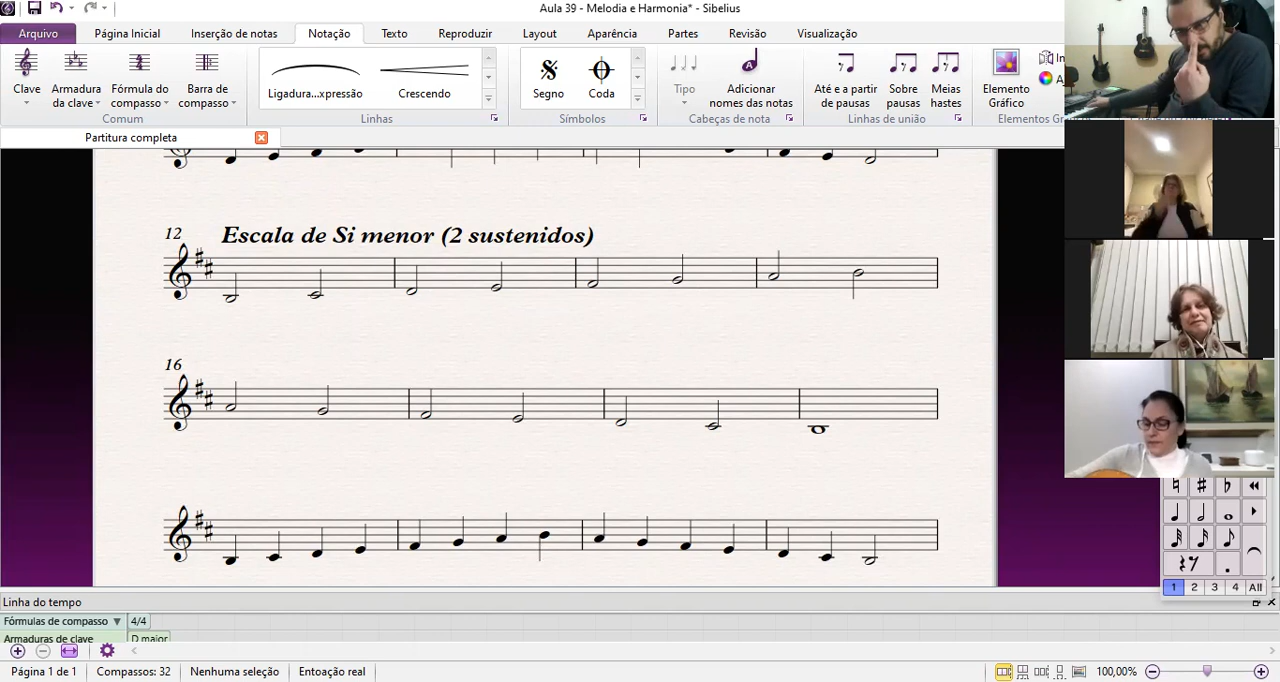 Aula 39 - Melodia e Harmonia* - Sibelius
Arquivo Página Inicial Inserção de notas Notação Texto Reproduzir Layout Aparência Partes Revisão Visualização
Clave Armadura da clave Fórmula do compasso Barra de compasso
Ligadura...xpressão Crescendo
Segno Coda
Tipo Adicionar nomes das notas
Até e a partir de pausas Sobre pausas Meias hastes
Elemento Gráfico
Comum Linhas Símbolos Cabeças de nota Linhas de união Elementos Gr
Partitura completa
12 Escala de Si menor (2 sustenidos)
16
1 2 3 4 All
Linha do tempo
Fórmulas de compasso 4/4
Armaduras de clave D maior
Página 1 de 1 Compassos: 32 Nenhuma seleção Entoação real 100,00%